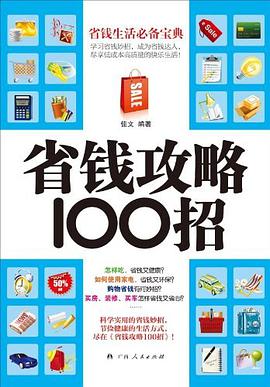 省钱生活必备宝典
学习省钱妙招，成为省钱达人，
尽享低成本高质量的快乐生活！
SALE
佳文 编著
省钱攻略
100招
怎样吃，省钱又健康？
如何使用家电，省钱又环保？
购物省钱有何妙招？
买房、装修、买车怎样省钱又省心？
科学实用的省钱妙招，
节俭健康的生活方式，
尽在《省钱攻略100招》！
50%
Sale
广西人民出版社